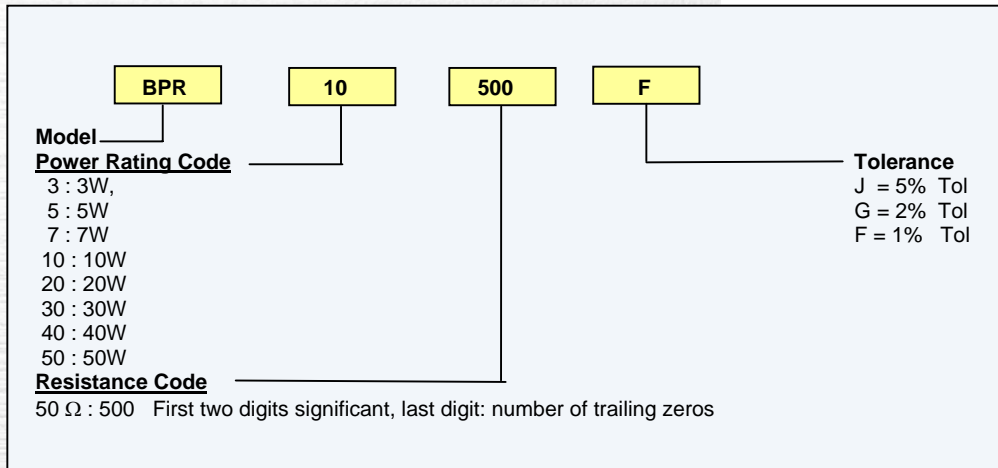 BPR 10 500 F
Model
Power Rating Code
3 : 3W,
5 : 5W
7 : 7W
10 : 10W
20 : 20W
30 : 30W
40 : 40W
50 : 50W
Resistance Code
50 Ω : 500 First two digits significant, last digit: number of trailing zeros
Tolerance
J = 5% Tol
G = 2% Tol
F = 1% Tol